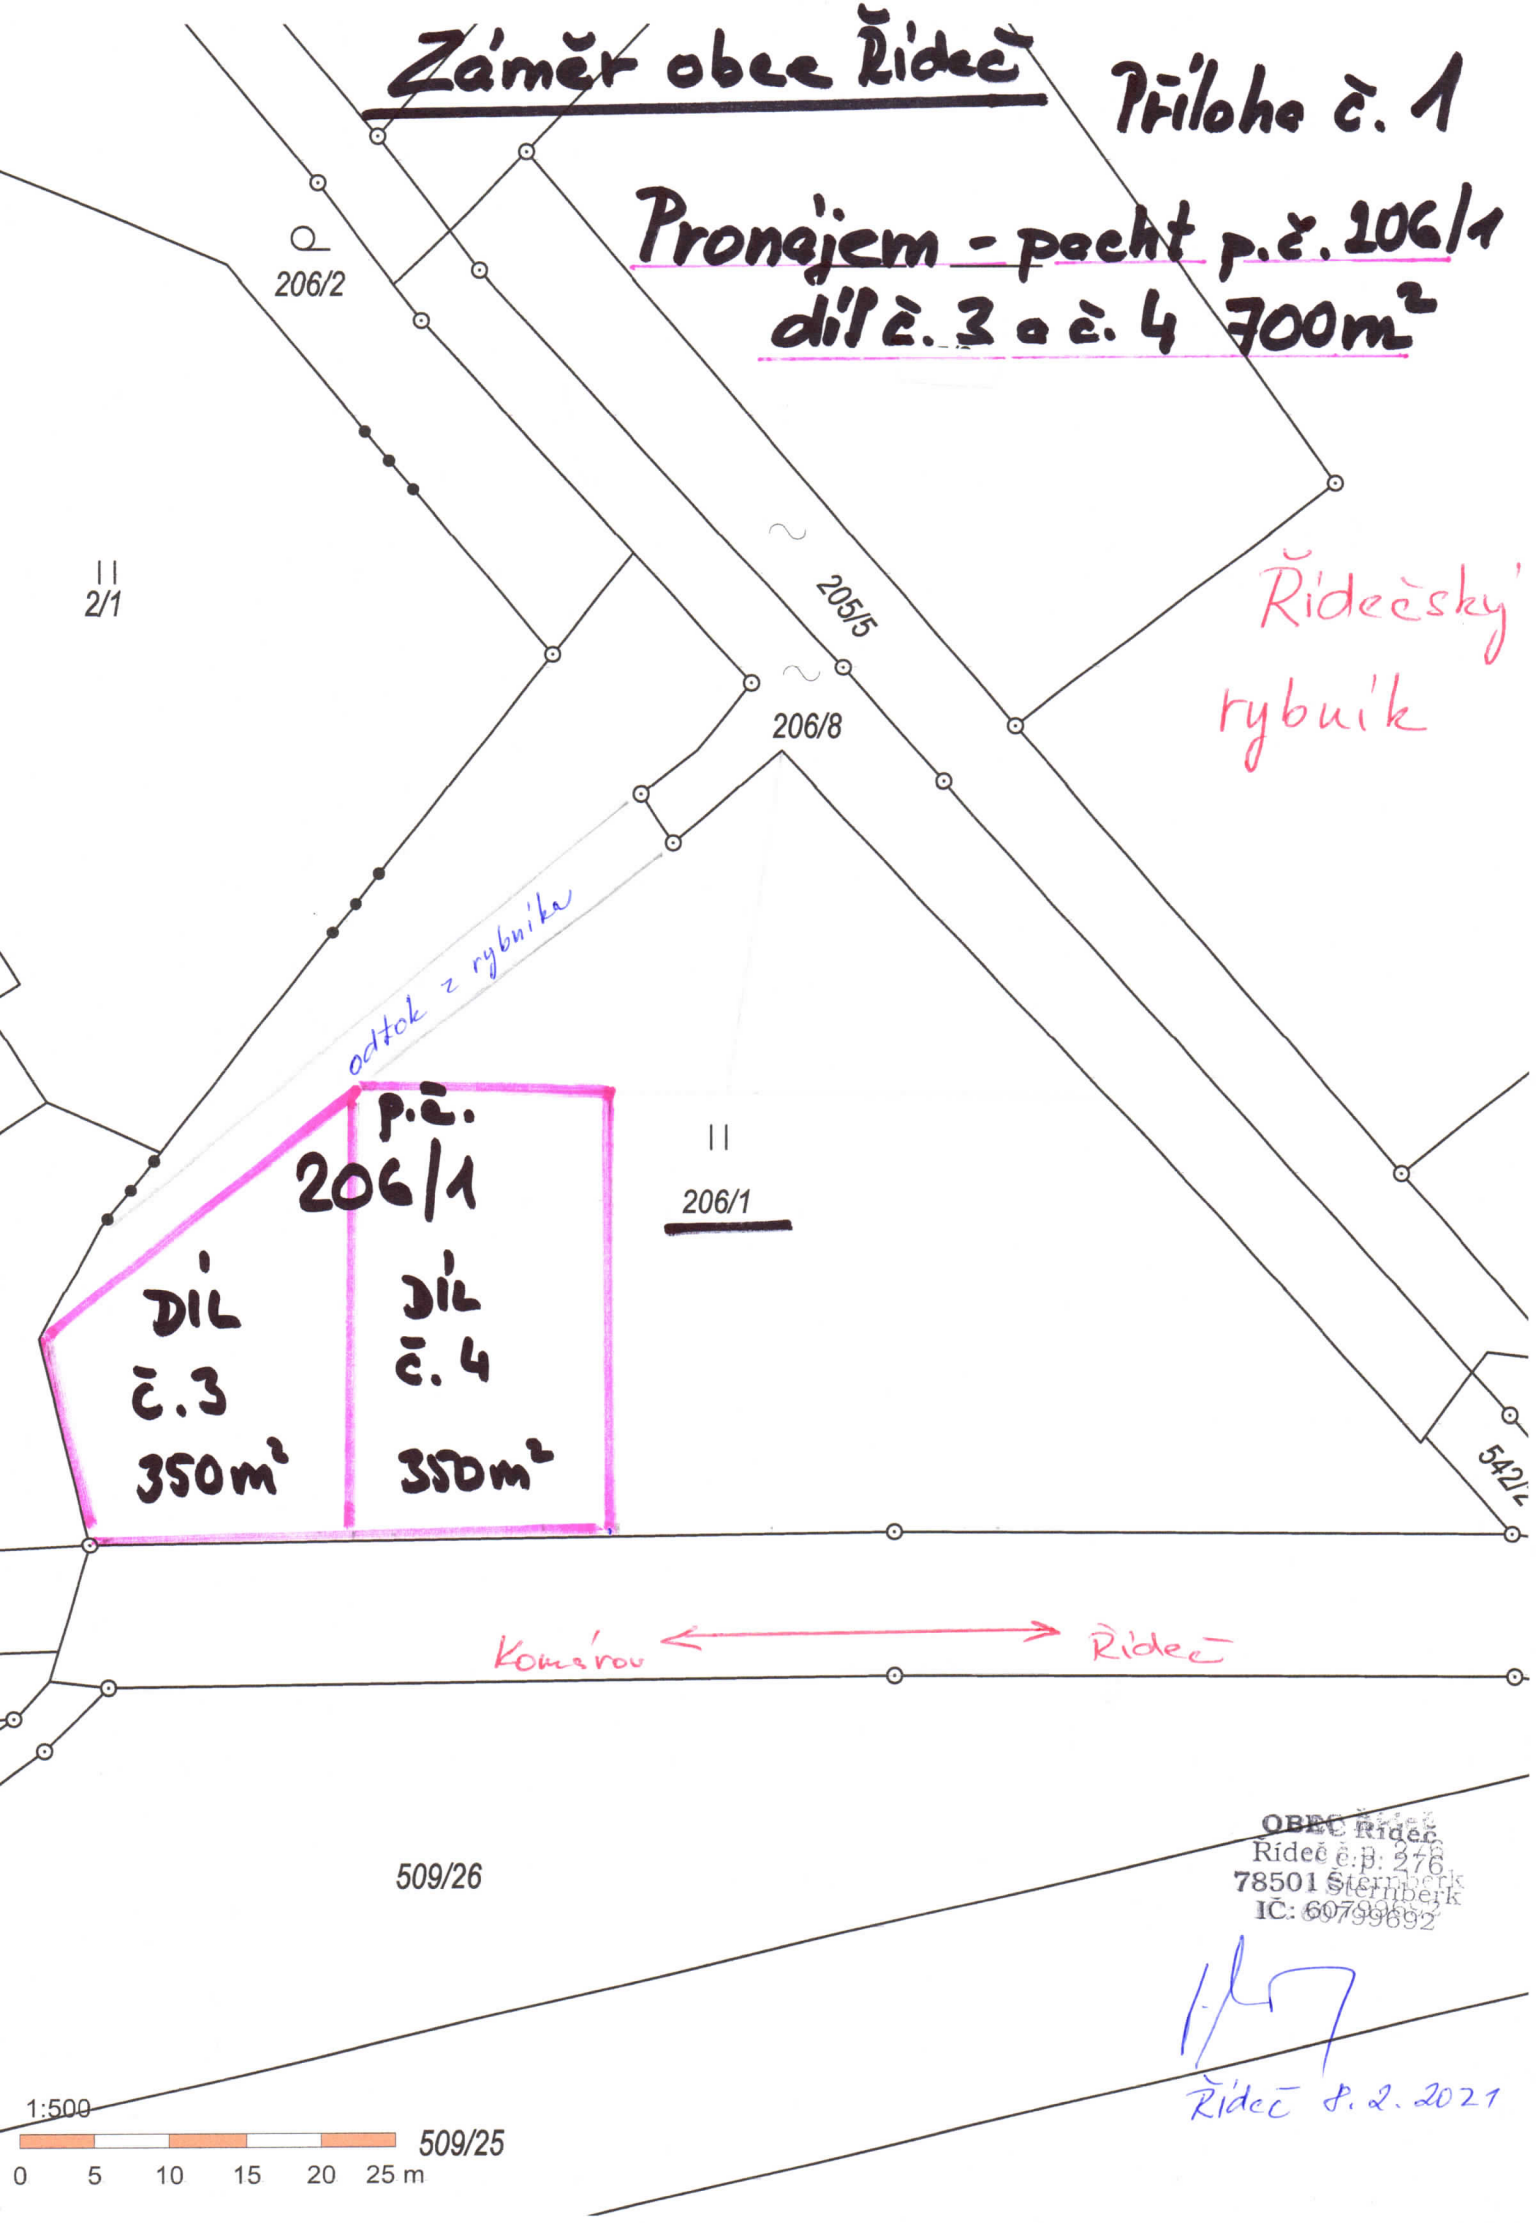 Záměr obce Řídeč
Příloha č. 1
Pronájem - pacht p.č. 206/1
díl č. 3 a č. 4 700m²
206/2
2/1
205/5
Řídečský
rybník
206/8
odtok z rybníka
p.č.
206/1
206/1
DÍL
č.3
350m²
DÍL
č.4
350m²
542/2
Komárov
Řídeč
509/26
OBEC Řídeč
Řídeč č.p. 276
78501 Šternberk
IČ: 60799692
Řídeč 8.2.2021
1:500
509/25
0 5 10 15 20 25 m